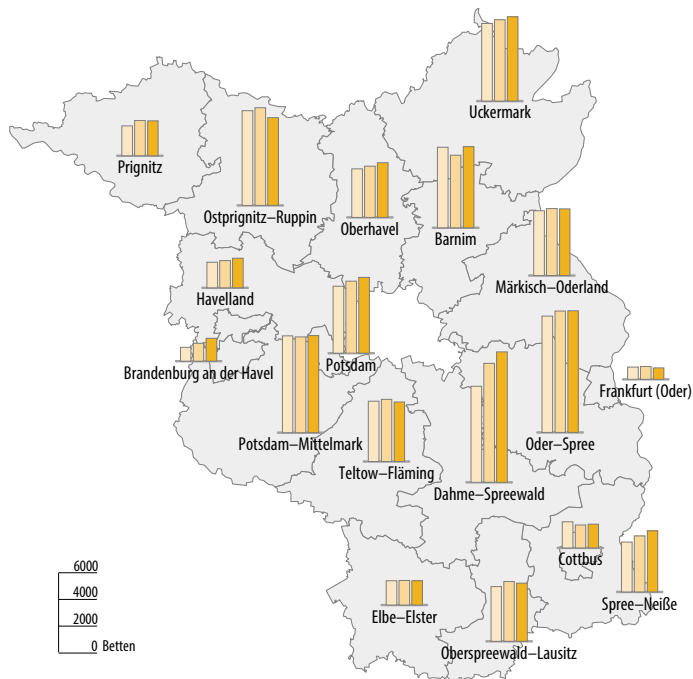 Uckermark
Prignitz
Ostprignitz–Ruppin
Oberhavel
Barnim
Havelland
Märkisch–Oderland
Potsdam
Brandenburg an der Havel
Frankfurt (Oder)
Potsdam–Mittelmark
Oder–Spree
Teltow–Fläming
Dahme–Spreewald
Cottbus
Spree–Neiße
Elbe–Elster
Oberspreewald–Lausitz
6000
4000
2000
0 Betten